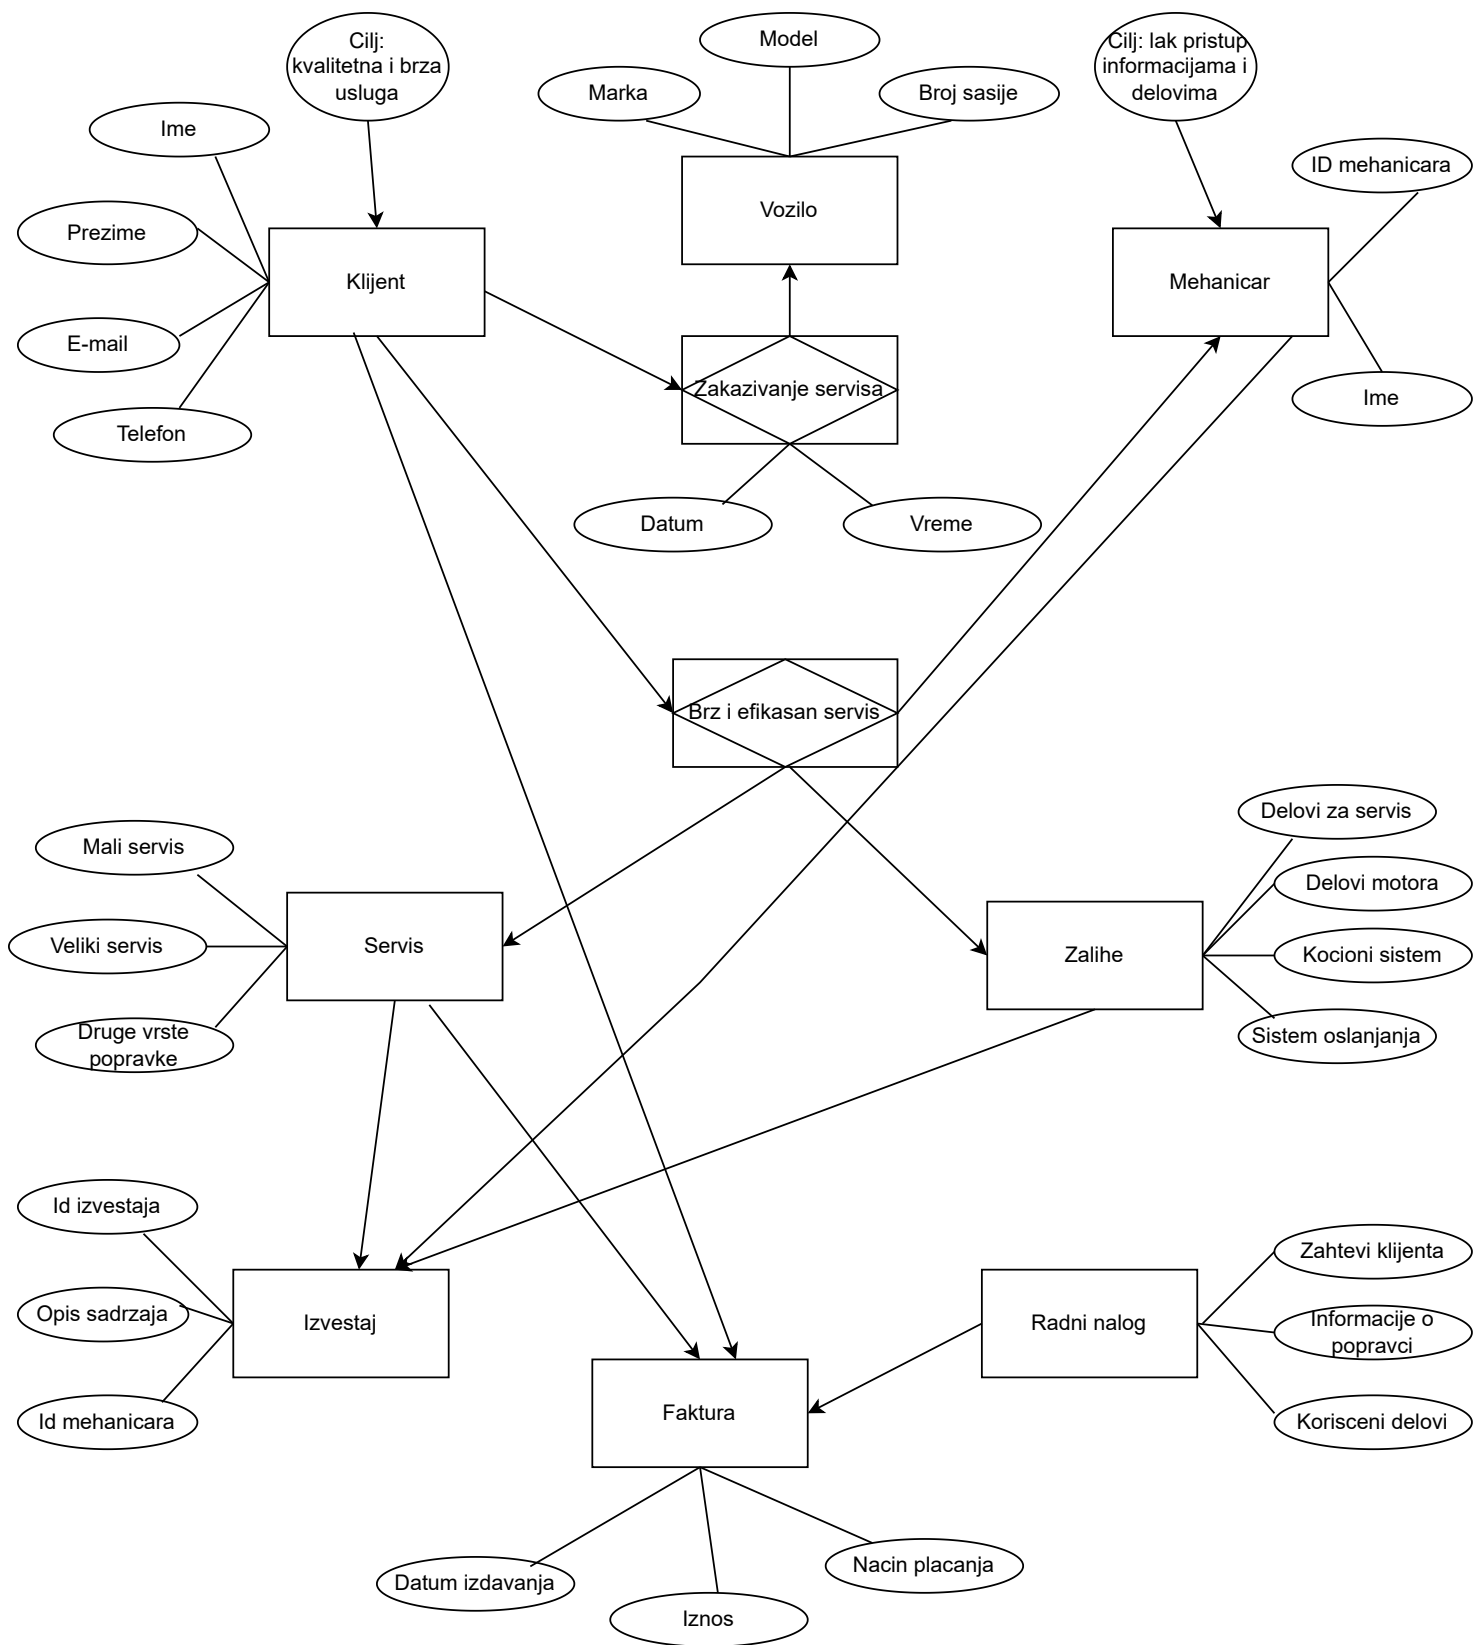 Cilj:
kvalitetna i brza
usluga
Model
Cilj: lak pristup
informacijama i
delovima
Marka
Broj sasije
Ime
ID mehanicara
Prezime
Vozilo
Klijent
Mehanicar
E-mail
Zakazivanje servisa
Ime
Telefon
Datum
Vreme
Brz i efikasan servis
Delovi za servis
Mali servis
Delovi motora
Veliki servis
Servis
Zalihe
Kocioni sistem
Druge vrste
popravke
Sistem oslanjanja
Id izvestaja
Zahtevi klijenta
Opis sadrzaja
Izvestaj
Radni nalog
Informacije o
popravci
Id mehanicara
Faktura
Korisceni delovi
Datum izdavanja
Nacin placanja
Iznos